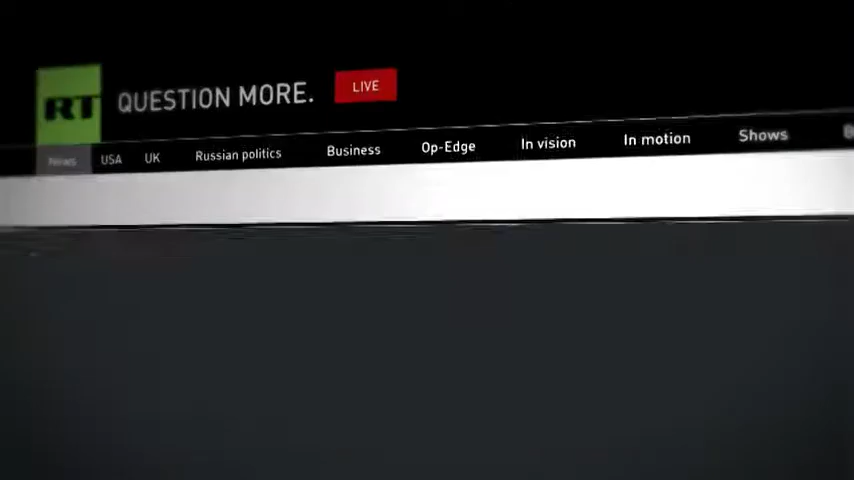 RT QUESTION MORE. LIVE
News USA UK Russian politics Business Op-Edge In vision In motion Shows